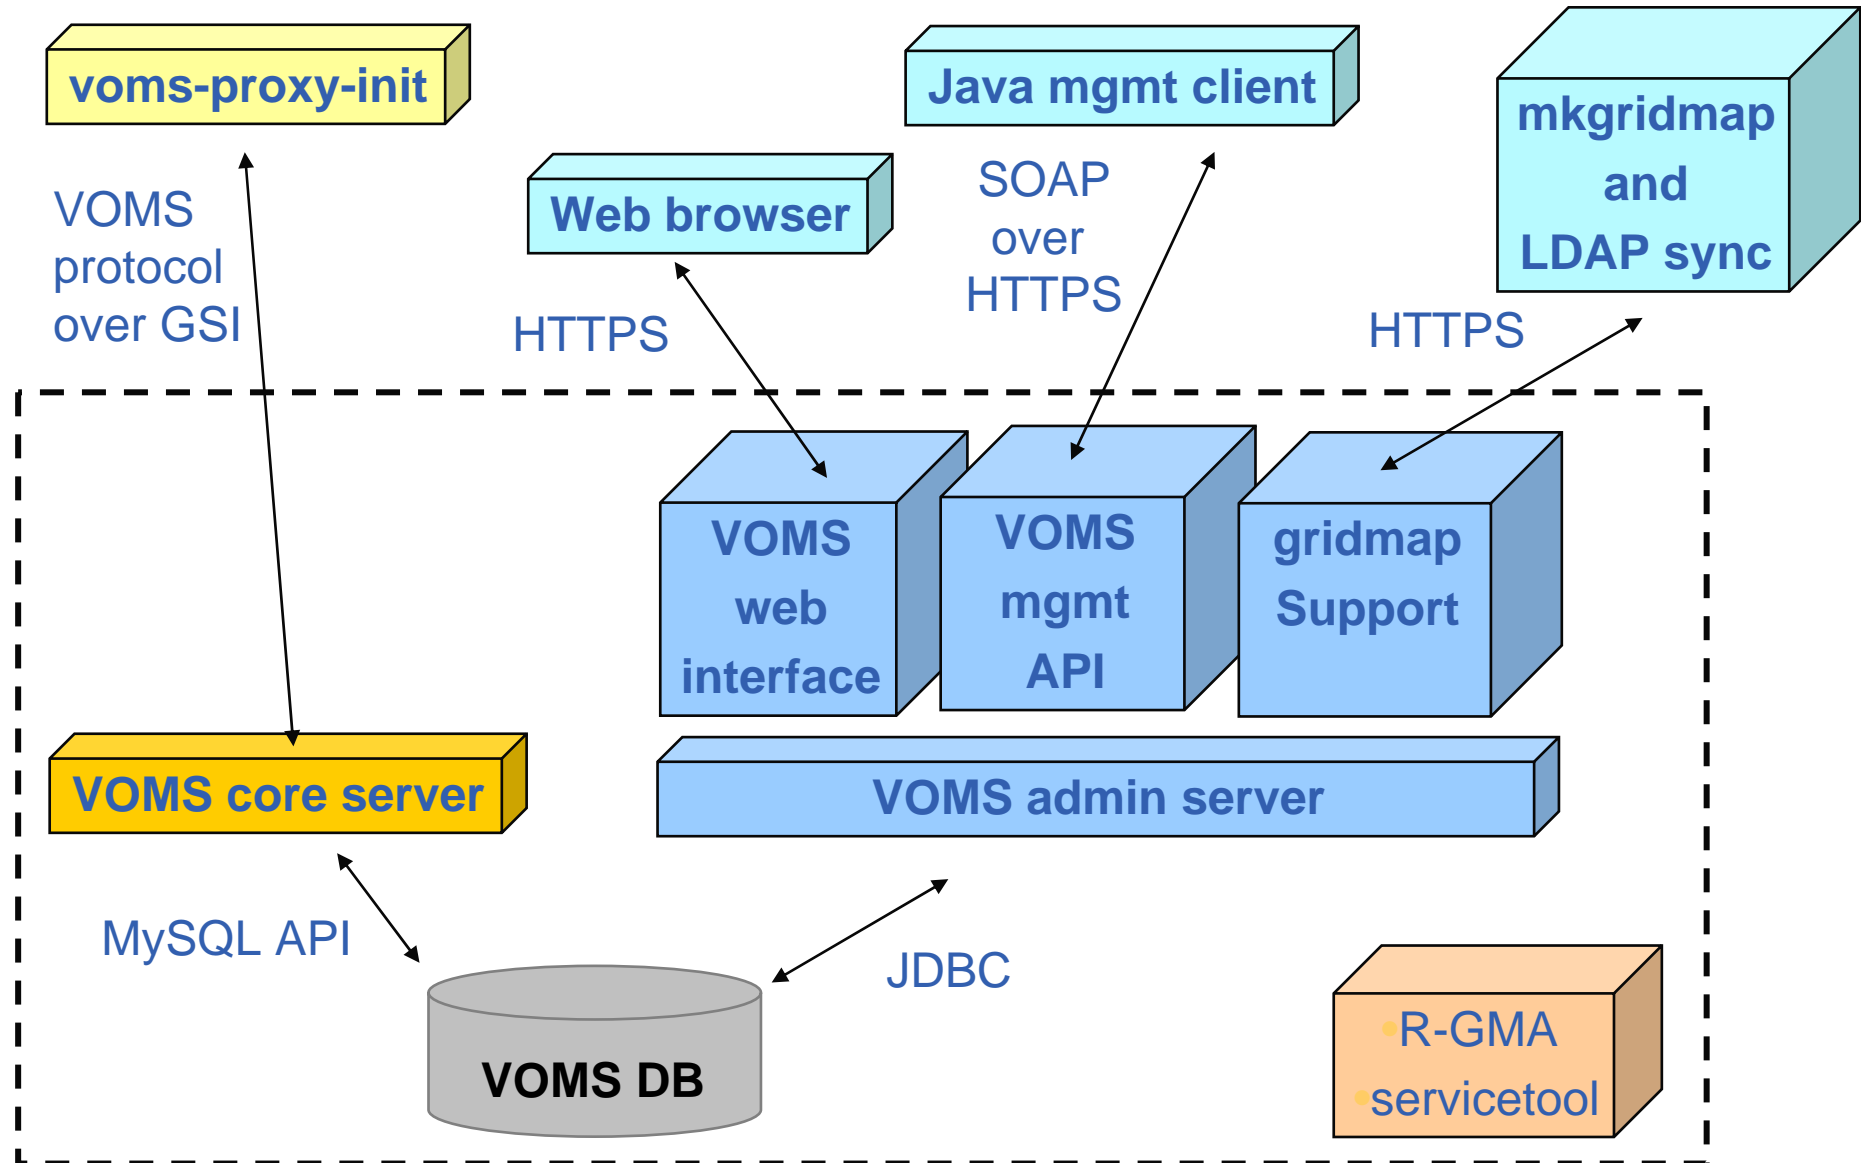 voms-proxy-init
Java mgmt client
mkgridmap
and
LDAP sync
Web browser
VOMS
protocol
over GSI
HTTPS
SOAP
over
HTTPS
HTTPS
VOMS
web
interface
VOMS
mgmt
API
gridmap
Support
VOMS core server
VOMS admin server
MySQL API
JDBC
VOMS DB
•R-GMA
•servicetool